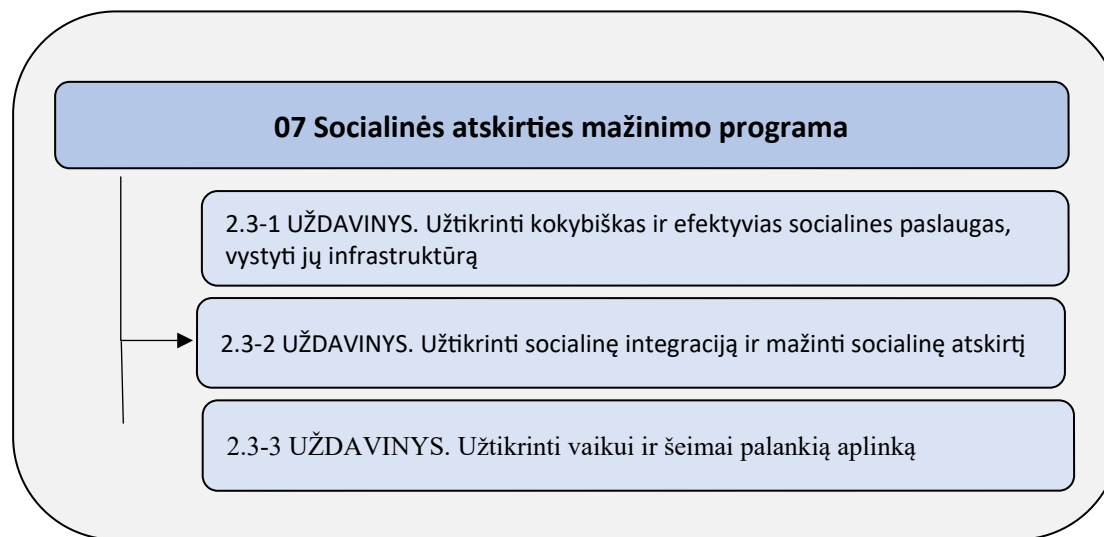 07 Socialinės atskirties mažinimo programa
2.3-1 UŽDAVINYS. Užtikrinti kokybiškas ir efektyvias socialines paslaugas,
vystyti jų infrastruktūrą
2.3-2 UŽDAVINYS. Užtikrinti socialinę integraciją ir mažinti socialinę atskirtį
2.3-3 UŽDAVINYS. Užtikrinti vaikui ir šeimai palankią aplinką